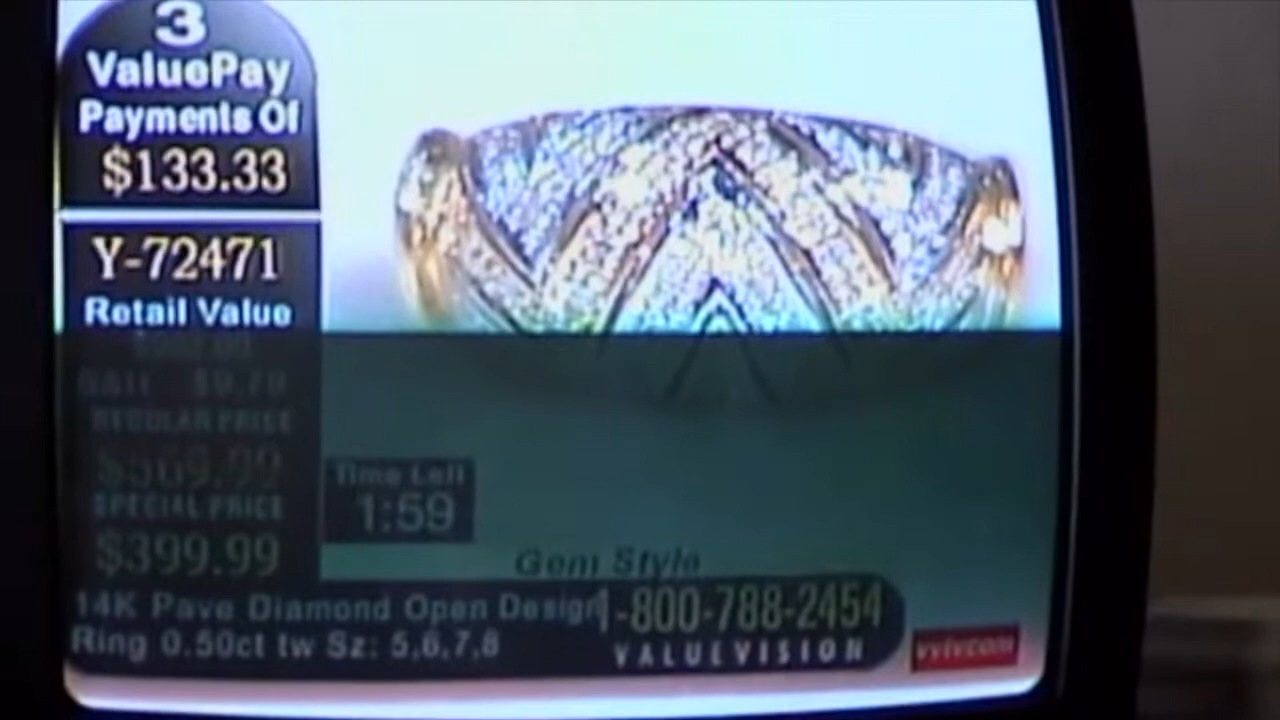 3
ValuePay
Payments Of
$133.33
Y-72471
Retail Value
REGULAR PRICE
$569.99
SPECIAL PRICE
$399.99
Time Left
1:59
Gem Style
14K Pave Diamond Open Design
Ring 0.50ct tw Sz: 5,6,7,8
1-800-788-2454
VALUEVISION
vvtv.com